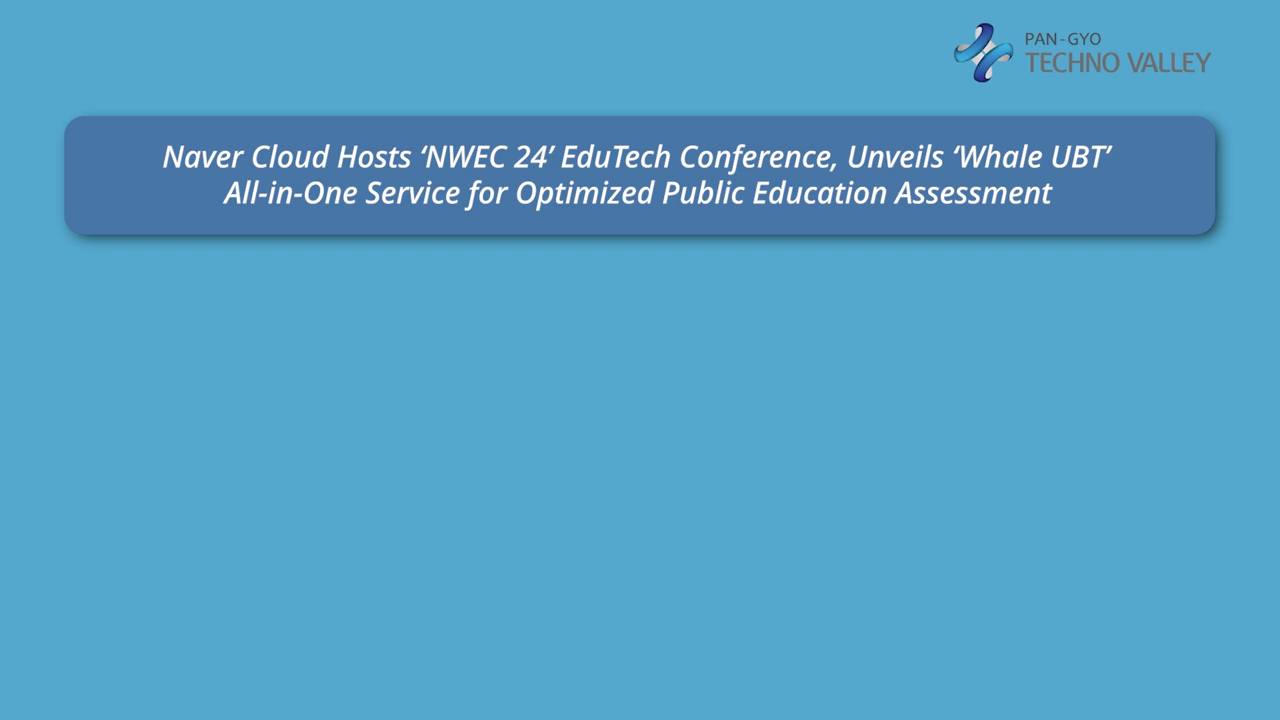 PAN-GYO
TECHNO VALLEY
Naver Cloud Hosts ‘NWEC 24’ EduTech Conference, Unveils ‘Whale UBT’
All-in-One Service for Optimized Public Education Assessment